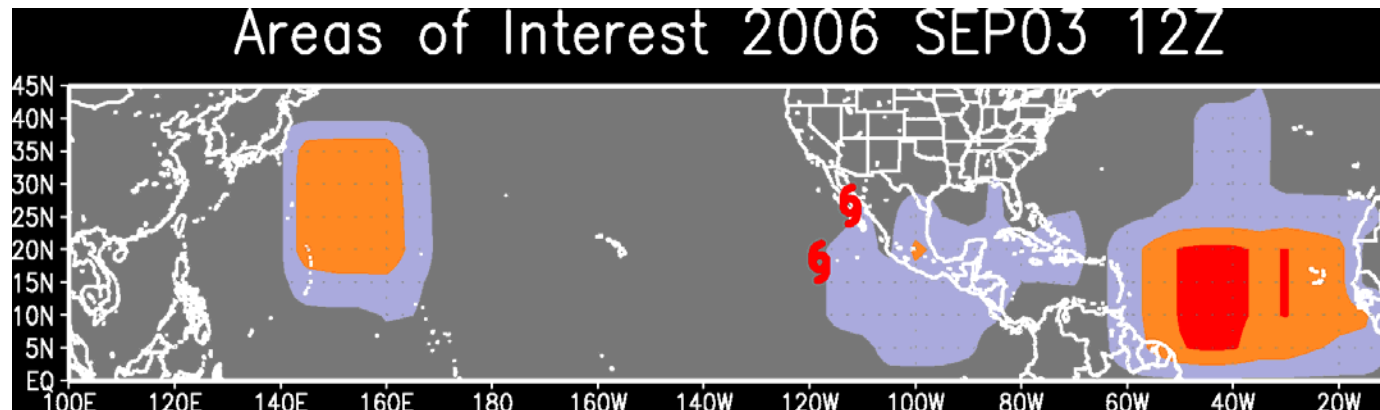 Areas of Interest 2006 SEP03 12Z
45N
40N
35N
30N
25N
20N
15N
10N
5N
EQ
100E 120E 140E 160E 180 160W 140W 120W 100W 80W 60W 40W 20W